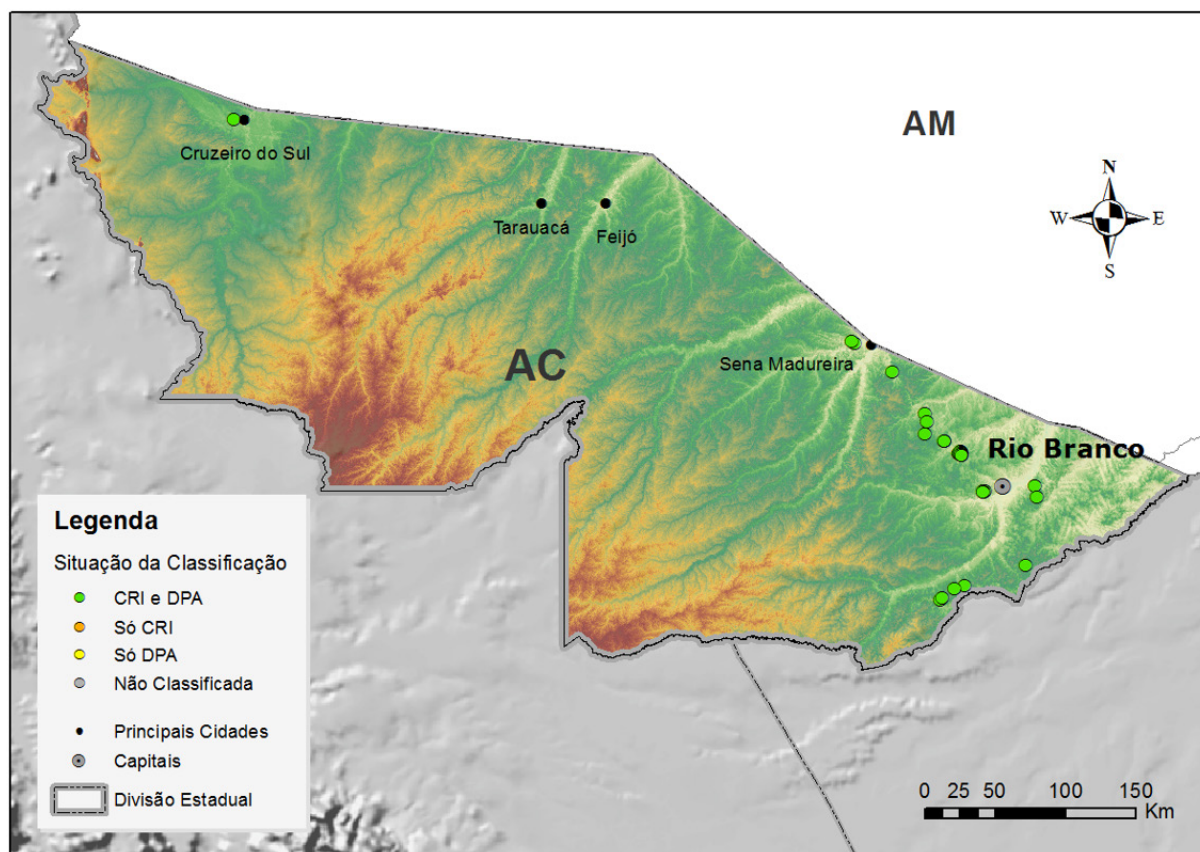 AM
N
W E
S
Cruzeiro do Sul
Tarauacá
Feijó
AC
Sena Madureira
Rio Branco
Legenda
Situação da Classificação
CRI e DPA
Só CRI
Só DPA
Não Classificada
Principais Cidades
Capitais
Divisão Estadual
0 25 50 100 150
Km